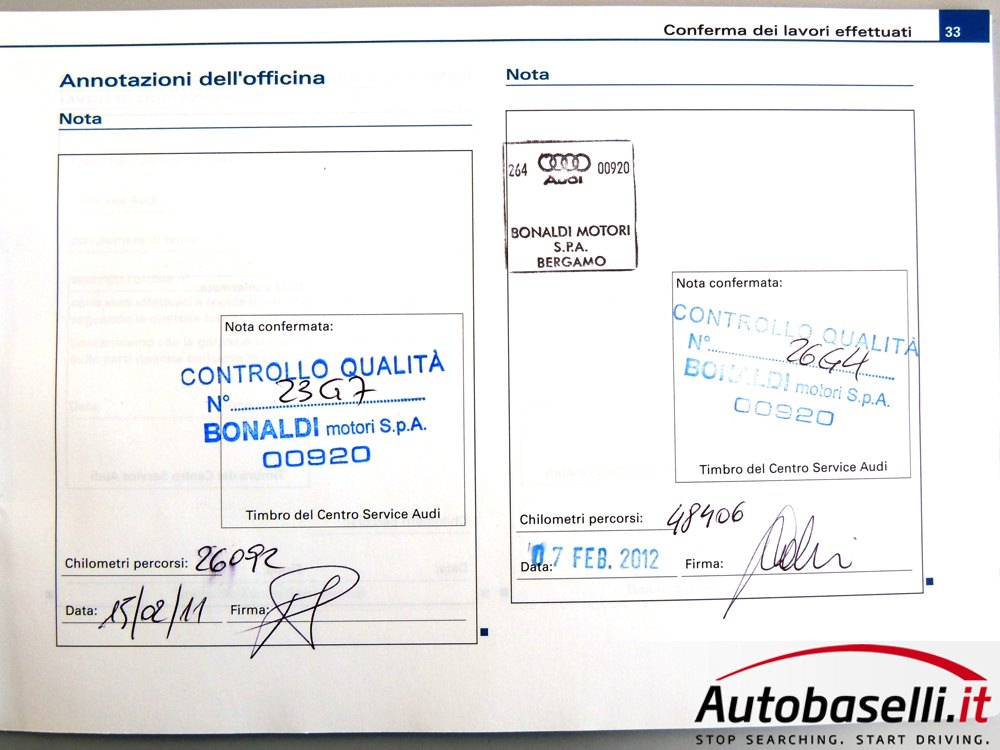 Conferma dei lavori effettuati 33
Annotazioni dell'officina
Nota
Nota confermata:
CONTROLLO QUALITÀ
N° 23G7
BONALDI motori S.p.A.
00920
Timbro del Centro Service Audi
Chilometri percorsi: 26092
Data: 15/02/11 Firma:
Nota
264 Audi 00920
BONALDI MOTORI
S.P.A.
BERGAMO
Nota confermata:
CONTROLLO QUALITÀ
N° 26G4
BONALDI motori S.p.A.
00920
Timbro del Centro Service Audi
Chilometri percorsi: 48406
Data: 07 FEB. 2012 Firma:
Autobaselli.it
STOP SEARCHING. START DRIVING.